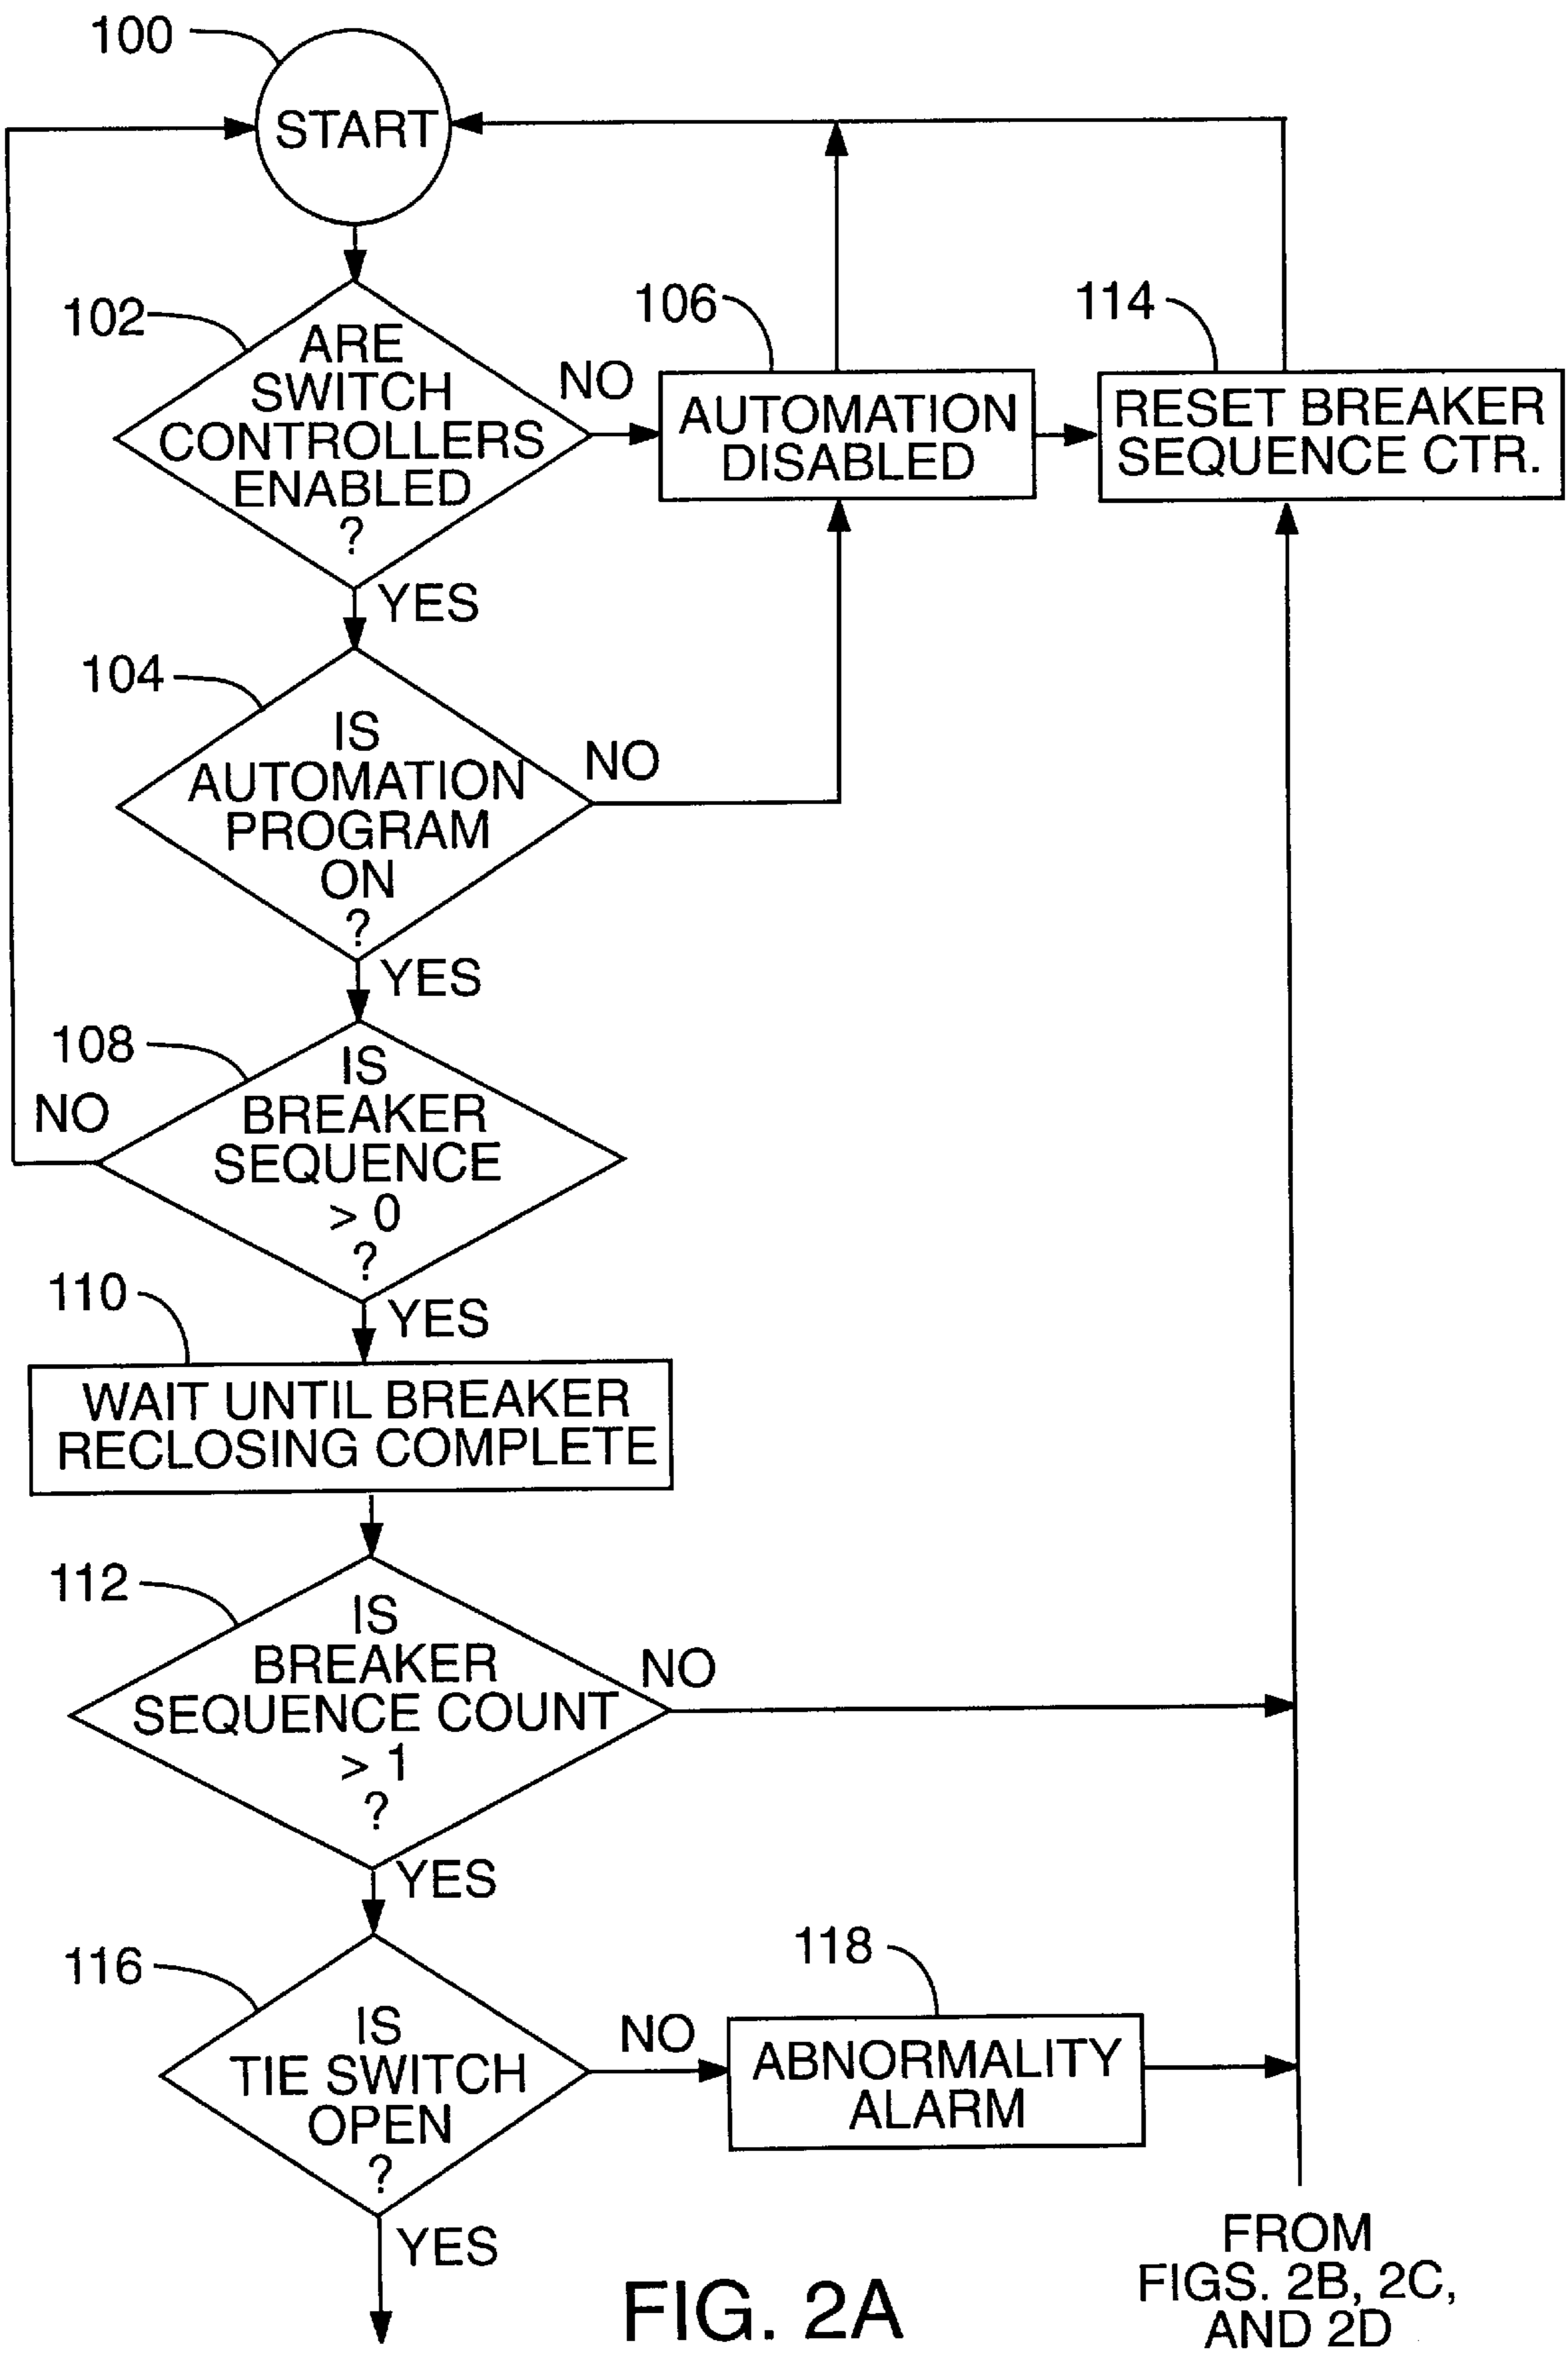 100
START
102
ARE
SWITCH
CONTROLLERS
ENABLED
?
NO
106
AUTOMATION
DISABLED
114
RESET BREAKER
SEQUENCE CTR.
YES
104
IS
AUTOMATION
PROGRAM
ON
?
NO
YES
108
IS
BREAKER
SEQUENCE
> 0
?
NO
YES
110
WAIT UNTIL BREAKER
RECLOSING COMPLETE
112
IS
BREAKER
SEQUENCE COUNT
> 1
?
NO
YES
116
IS
TIE SWITCH
OPEN
?
NO
118
ABNORMALITY
ALARM
YES
FROM
FIGS. 2B, 2C,
AND 2D
FIG. 2A